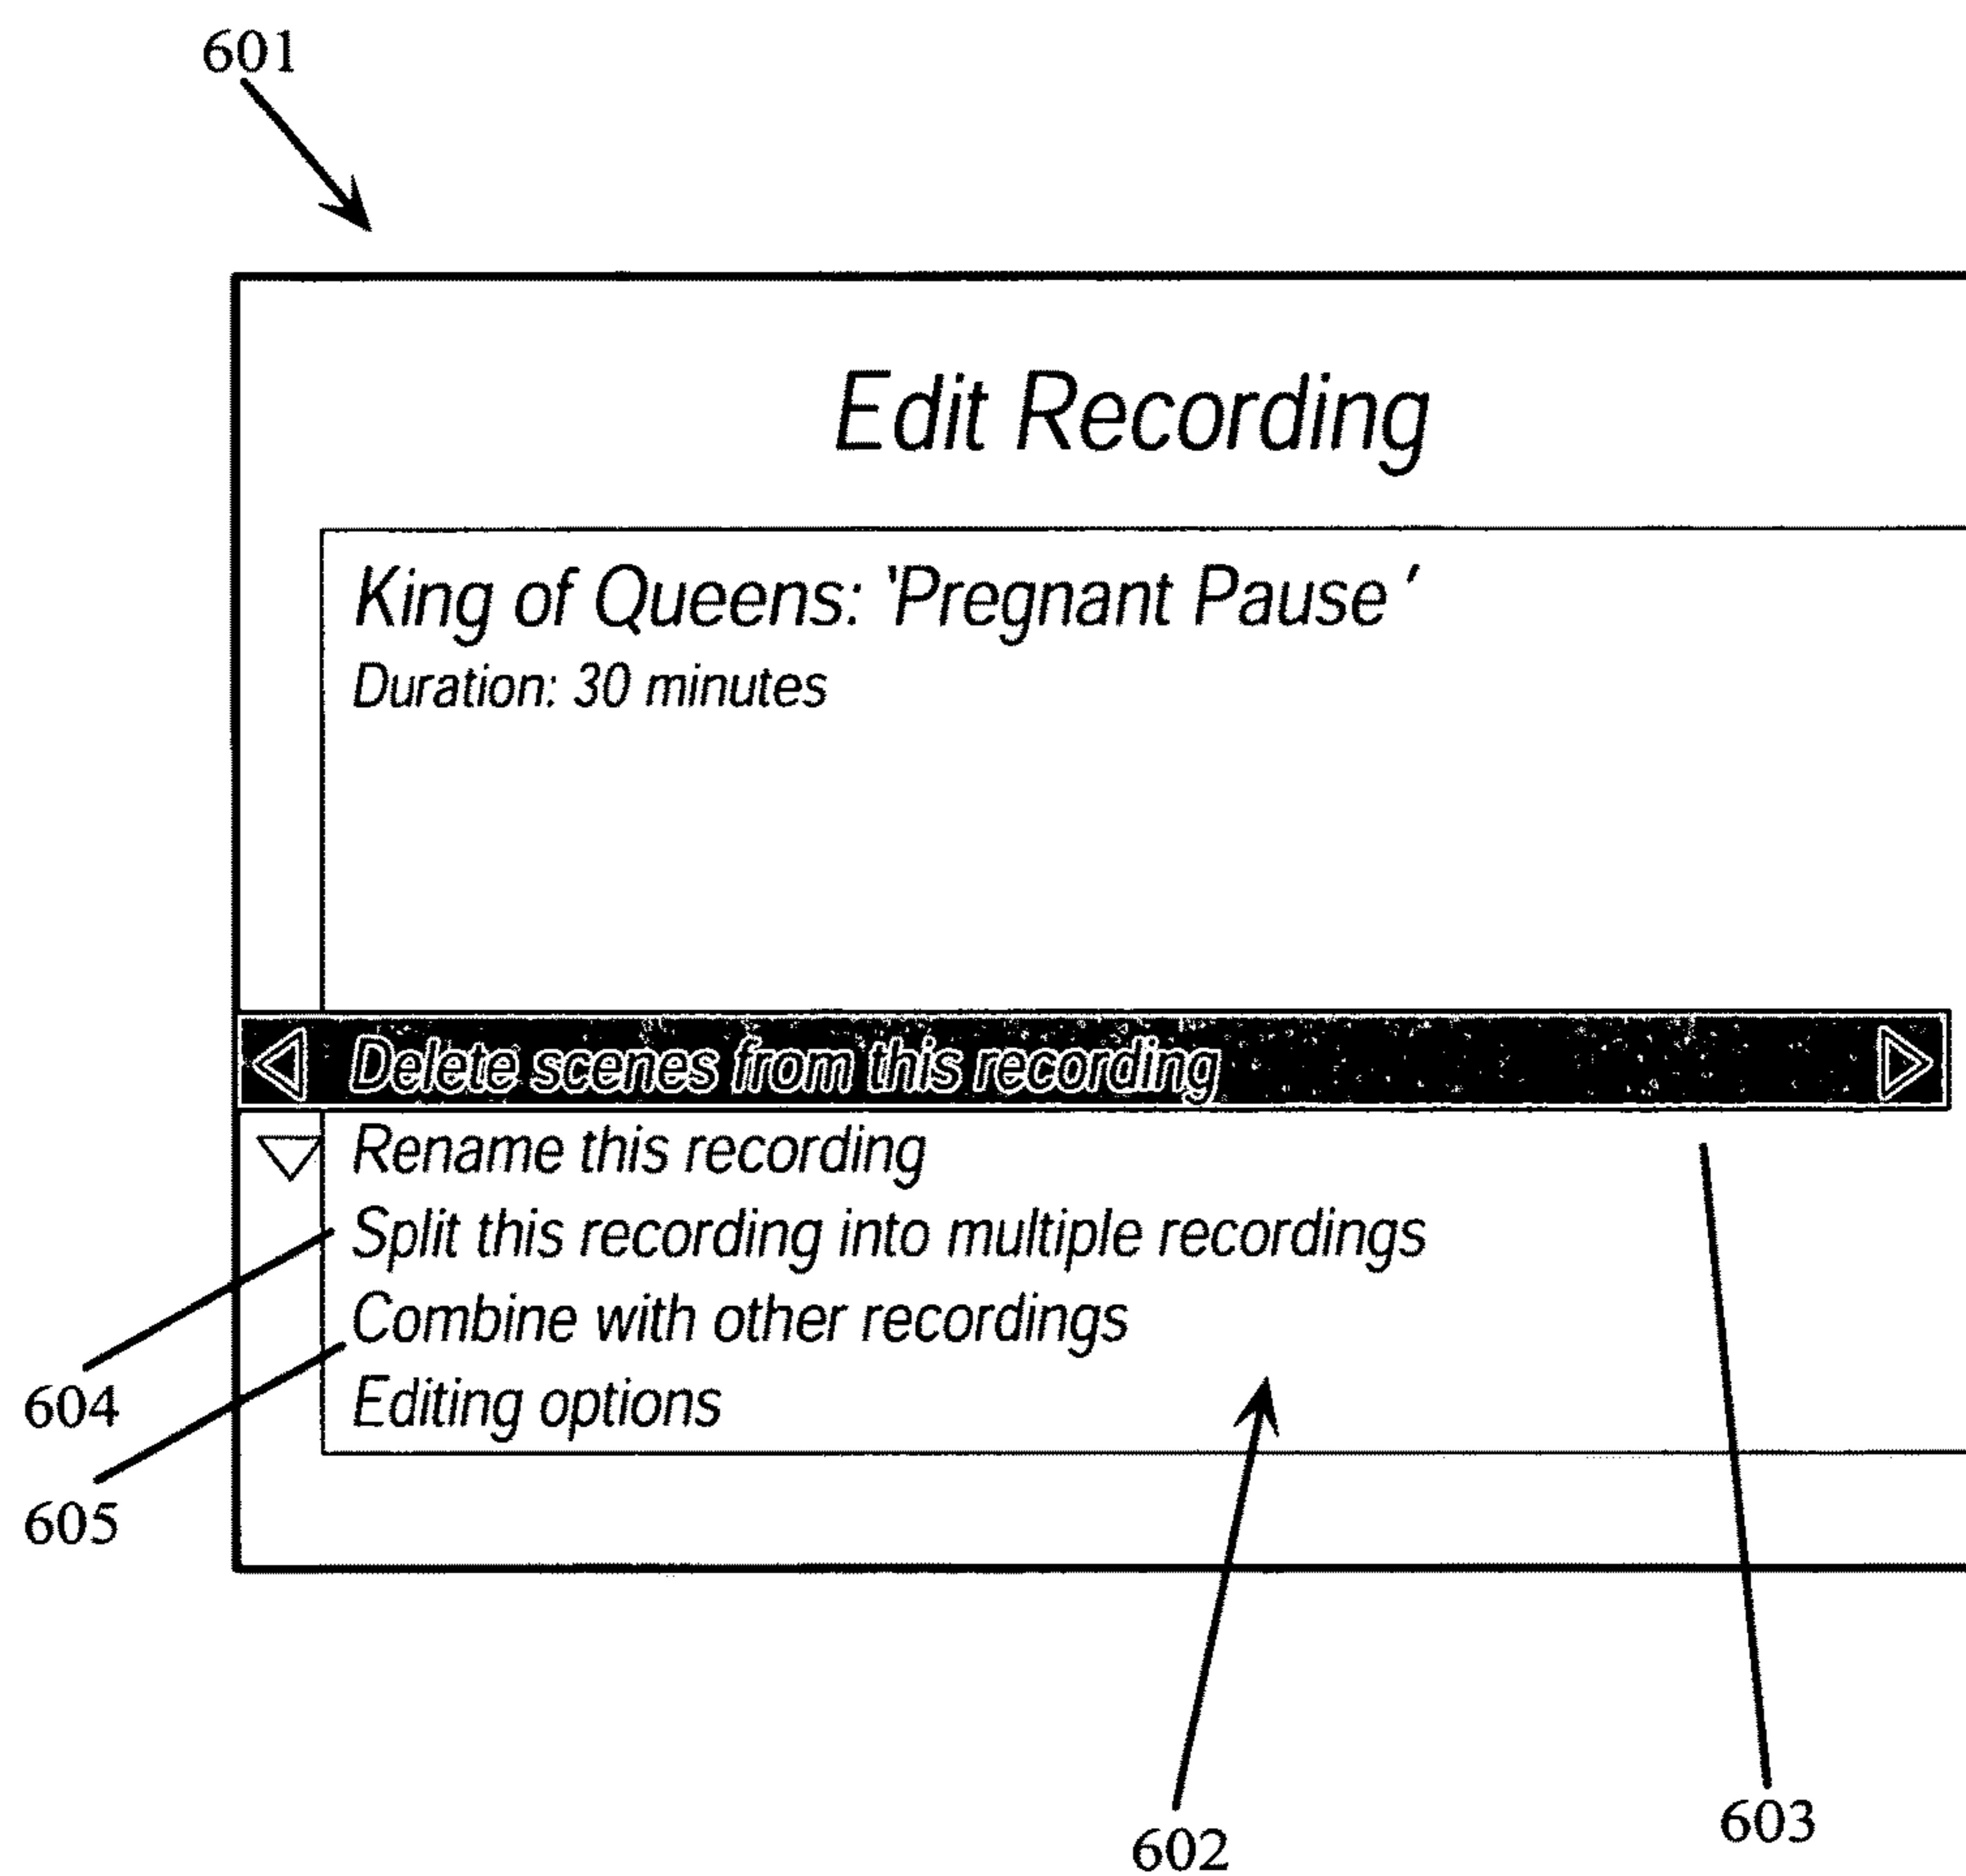 601
Edit Recording
King of Queens: 'Pregnant Pause'
Duration: 30 minutes
Delete scenes from this recording
Rename this recording
Split this recording into multiple recordings
Combine with other recordings
Editing options
604
605
602
603